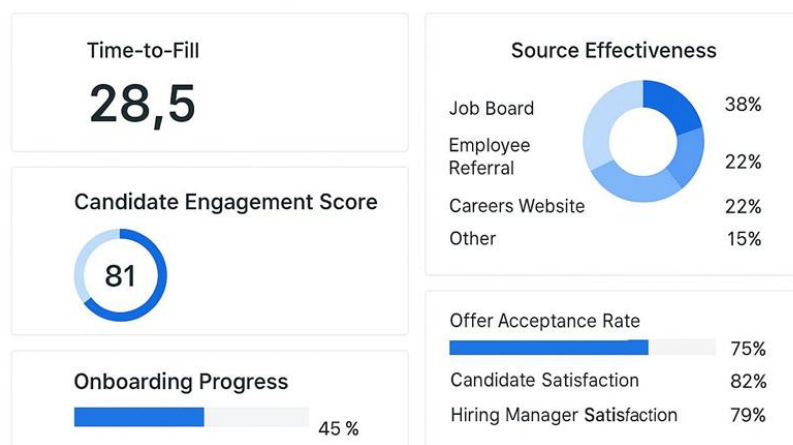 Time-to-Fill
28,5
Candidate Engagement Score
81
Onboarding Progress
45 %
Source Effectiveness
Job Board 38%
Employee
Referral 22%
Careers Website 22%
Other 15%
Offer Acceptance Rate
75%
Candidate Satisfaction 82%
Hiring Manager Satisfaction 79%